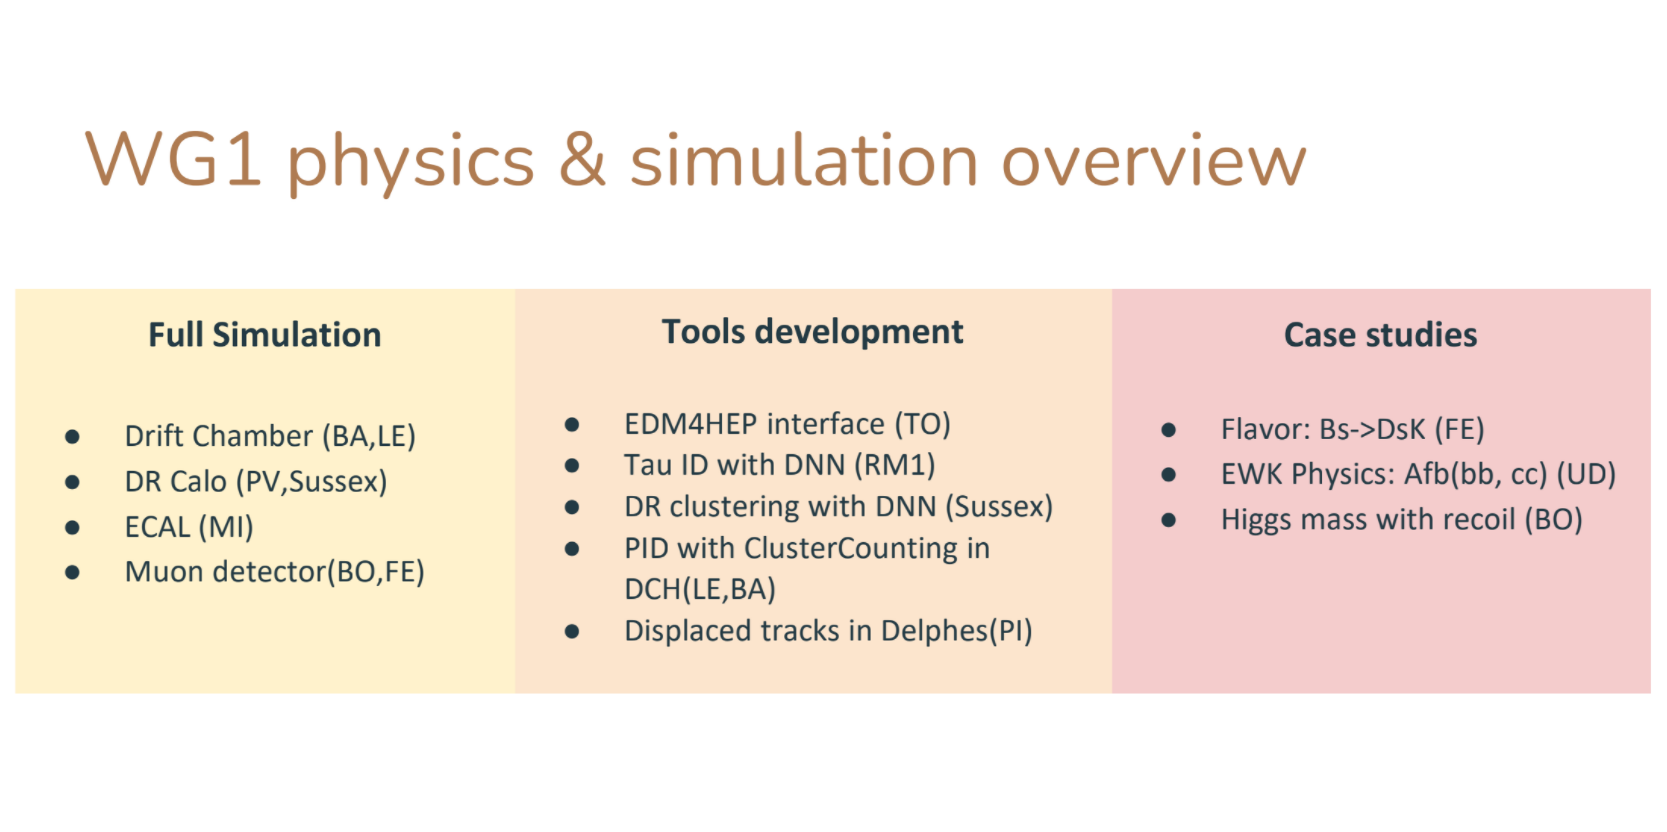 WG1 physics & simulation overview
Full Simulation
● Drift Chamber (BA,LE)
● DR Calo (PV,Sussex)
● ECAL (MI)
● Muon detector(BO,FE)
Tools development
● EDM4HEP interface (TO)
● Tau ID with DNN (RM1)
● DR clustering with DNN (Sussex)
● PID with ClusterCounting in
DCH(LE,BA)
● Displaced tracks in Delphes(PI)
Case studies
● Flavor: Bs->DsK (FE)
● EWK Physics: Afb(bb, cc) (UD)
● Higgs mass with recoil (BO)